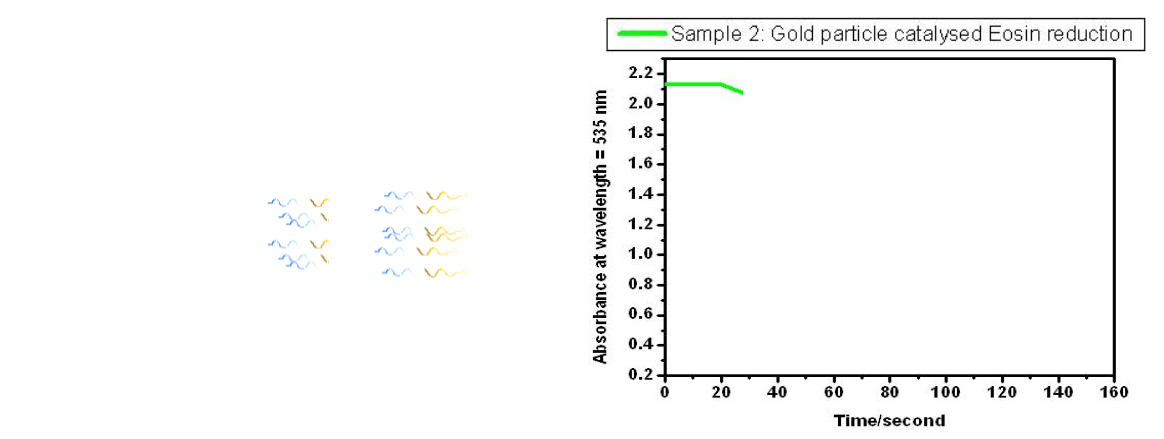 Sample 2: Gold particle catalysed Eosin reduction
Absorbance at wavelength = 535 nm
2.2
2.0
1.8
1.6
1.4
1.2
1.0
0.8
0.6
0.4
0.2
0 20 40 60 80 100 120 140 160
Time/second